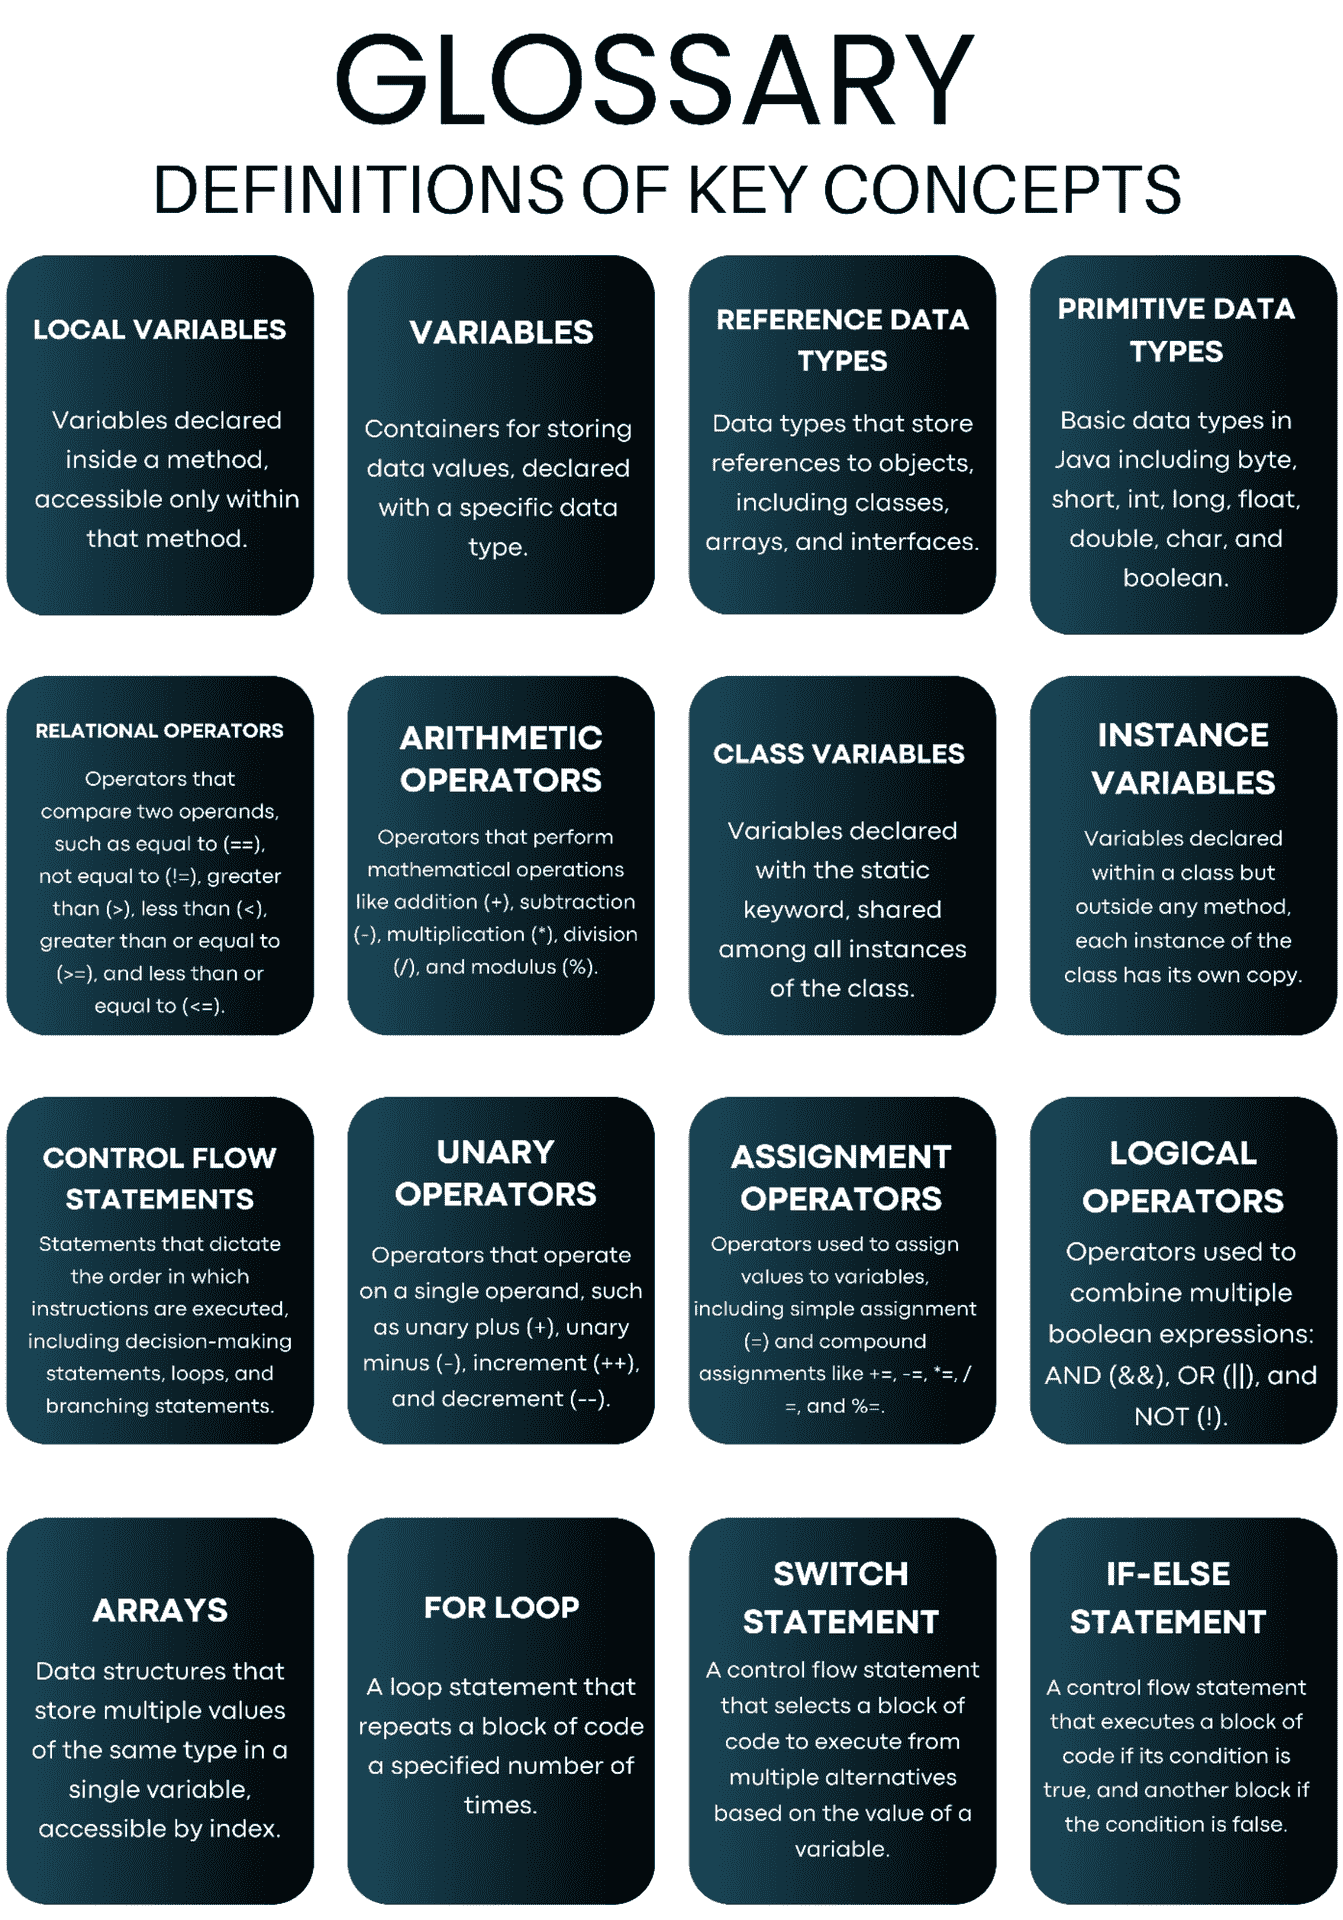 GLOSSARY
DEFINITIONS OF KEY CONCEPTS
LOCAL VARIABLES
Variables declared
inside a method,
accessible only within
that method.
VARIABLES
Containers for storing
data values, declared
with a specific data
type.
REFERENCE DATA
TYPES
Data types that store
references to objects,
including classes,
arrays, and interfaces.
PRIMITIVE DATA
TYPES
Basic data types in
Java including byte,
short, int, long, float,
double, char, and
boolean.
RELATIONAL OPERATORS
Operators that
compare two operands,
such as equal to (==),
not equal to (!=), greater
than (>), less than (<),
greater than or equal to
(>=), and less than or
equal to (<=).
ARITHMETIC
OPERATORS
Operators that perform
mathematical operations
like addition (+), subtraction
(-), multiplication (*), division
(/), and modulus (%).
CLASS VARIABLES
Variables declared
with the static
keyword, shared
among all instances
of the class.
INSTANCE
VARIABLES
Variables declared
within a class but
outside any method,
each instance of the
class has its own copy.
CONTROL FLOW
STATEMENTS
Statements that dictate
the order in which
instructions are executed,
including decision-making
statements, loops, and
branching statements.
UNARY
OPERATORS
Operators that operate
on a single operand, such
as unary plus (+), unary
minus (-), increment (++),
and decrement (--).
ASSIGNMENT
OPERATORS
Operators used to assign
values to variables,
including simple assignment
(=) and compound
assignments like +=, -=, *=, /
=, and %=.
LOGICAL
OPERATORS
Operators used to
combine multiple
boolean expressions:
AND (&&), OR (||), and
NOT (!).
ARRAYS
Data structures that
store multiple values
of the same type in a
single variable,
accessible by index.
FOR LOOP
A loop statement that
repeats a block of code
a specified number of
times.
SWITCH
STATEMENT
A control flow statement
that selects a block of
code to execute from
multiple alternatives
based on the value of a
variable.
IF-ELSE
STATEMENT
A control flow statement
that executes a block of
code if its condition is
true, and another block if
the condition is false.